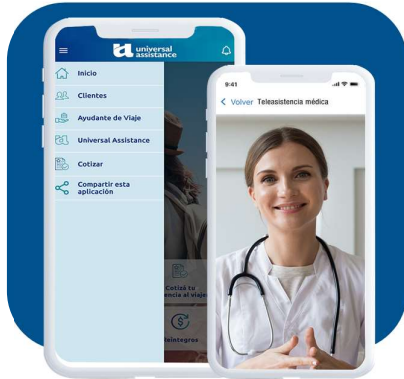 universal
assistance
Inicio
Clientes
Ayudante de Viaje
Universal Assistance
Cotizar
Compartir esta
aplicación
Cotizá tu
encia al viaje
Reintegros
9:41
Volver Teleasistencia médica